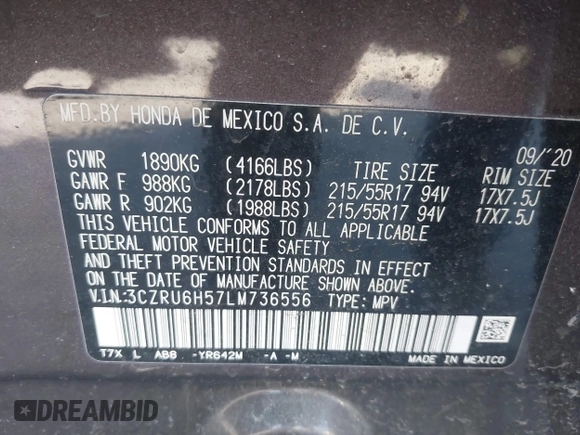 MFD.BY HONDA DE MEXICO S.A. DE C.V.
09/'20
GVWR 1890KG (4166LBS) TIRE SIZE RIM SIZE
GAWR F 988KG (2178LBS) 215/55R17 94V 17X7.5J
GAWR R 902KG (1988LBS) 215/55R17 94V 17X7.5J
THIS VEHICLE CONFORMS TO ALL APPLICABLE
FEDERAL MOTOR VEHICLE SAFETY
AND THEFT PREVENTION STANDARDS IN EFFECT
ON THE DATE OF MANUFACTURE SHOWN ABOVE.
V.I.N.:3CZRU6H57LM736556 TYPE: MPV
T7X L ABB -YR642M -A -M
MADE IN MEXICO
DREAMBID